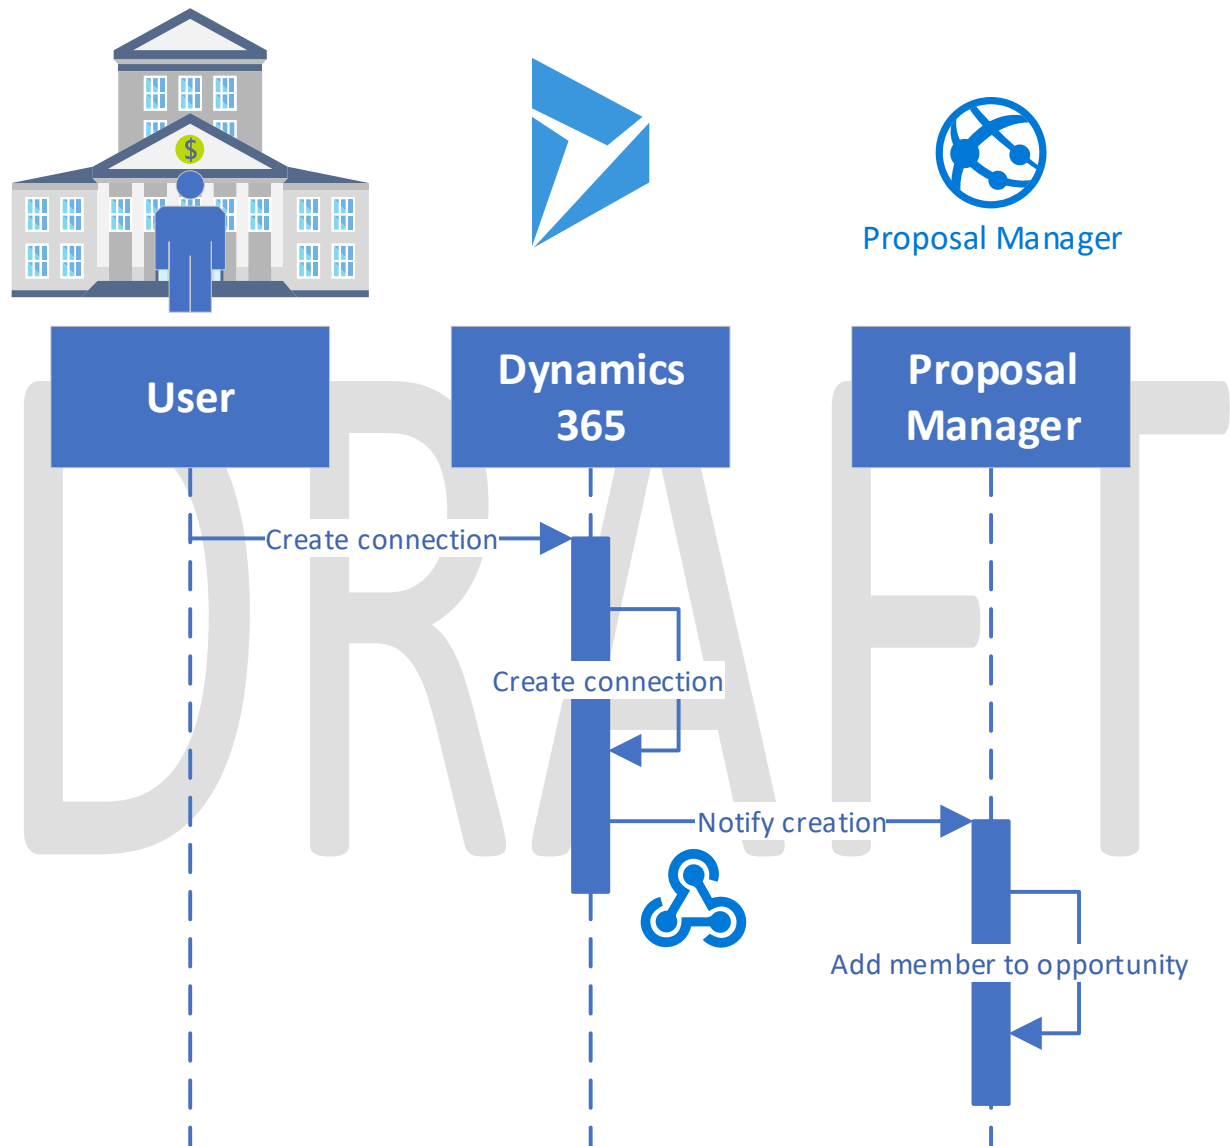 $
Proposal Manager
User
Dynamics
365
Proposal
Manager
DRAFT
Create connection
Create connection
Notify creation
Add member to opportunity